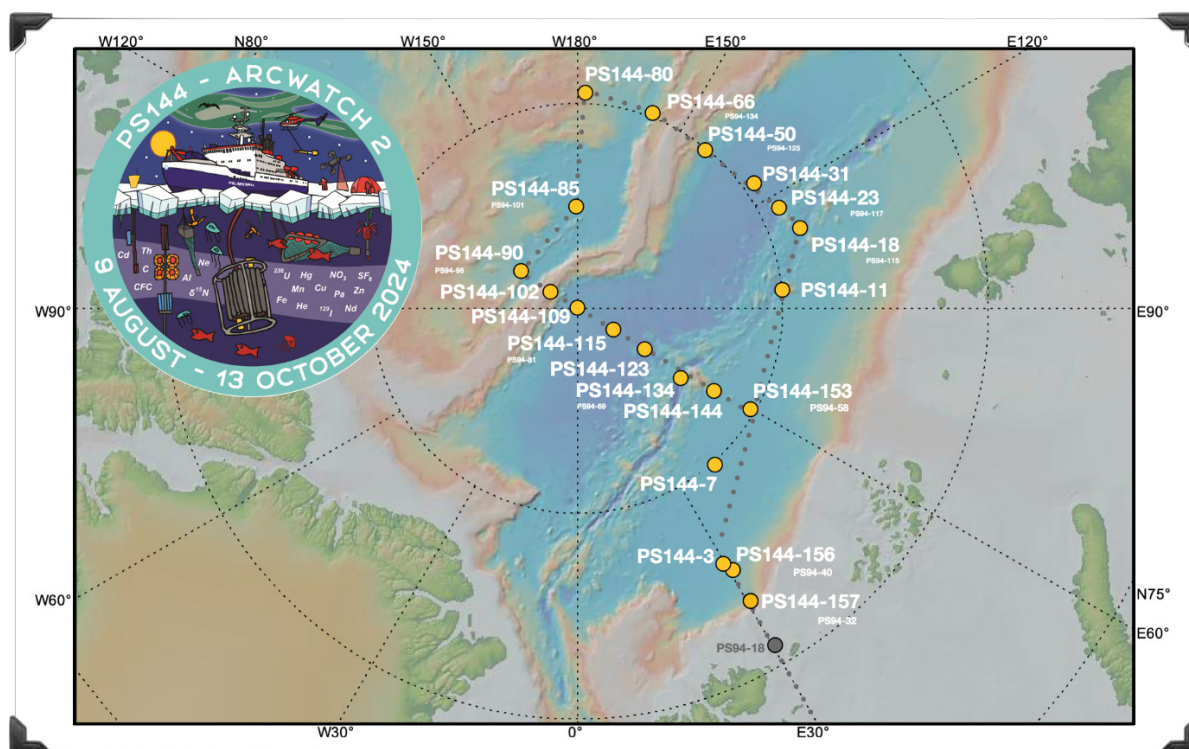 W120°
N80°
W150°
W180°
E150°
E120°
PS144 - ARCWATCH 2
9 AUGUST - 13 OCTOBER 2024
POLARSTERN
Cd
Th
C
CFC
Al
Ne
δ¹⁵N
²³⁶U
Hg
NO₃
SF₆
Mn
Cu
Pa
Zn
Fe
He
¹²⁹I
Nd
PS144-80
PS144-66
PS94-134
PS144-50
PS94-125
PS144-31
PS144-23
PS94-117
PS144-18
PS94-115
PS144-85
PS94-101
PS144-90
PS94-96
PS144-102
PS144-11
W90°
PS144-109
E90°
PS144-115
PS94-81
PS144-123
PS144-134
PS94-69
PS144-144
PS144-153
PS94-58
PS144-7
PS144-3
PS144-156
PS94-40
PS144-157
PS94-32
PS94-18
W60°
N75°
E60°
W30°
0°
E30°